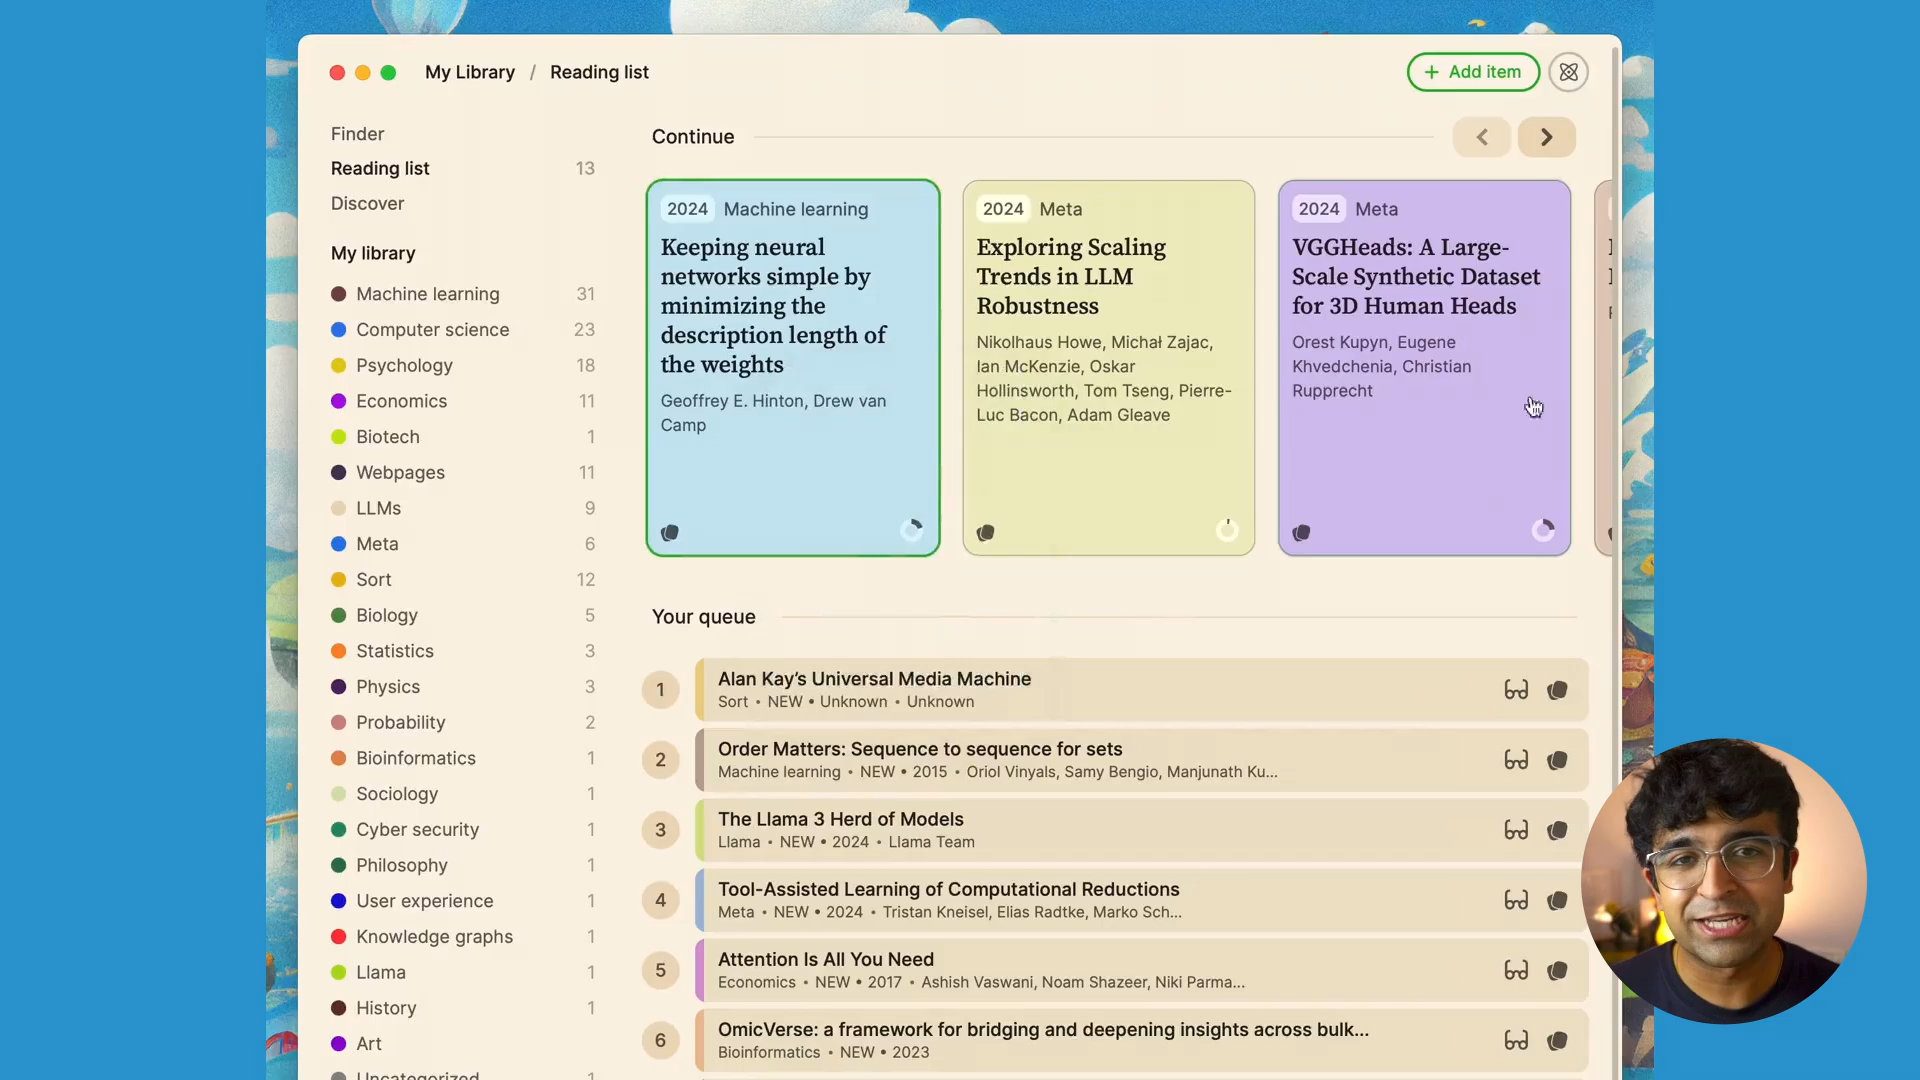 My Library / Reading list
+ Add item
Finder
Reading list 13
Discover
My library
Machine learning 31
Computer science 23
Psychology 18
Economics 11
Biotech 1
Webpages 11
LLMs 9
Meta 6
Sort 12
Biology 5
Statistics 3
Physics 3
Probability 2
Bioinformatics 1
Sociology 1
Cyber security 1
Philosophy 1
User experience 1
Knowledge graphs 1
Llama 1
History 1
Art
Uncategorized 1
Continue
2024 Machine learning
Keeping neural
networks simple by
minimizing the
description length of
the weights
Geoffrey E. Hinton, Drew van
Camp
2024 Meta
Exploring Scaling
Trends in LLM
Robustness
Nikolhaus Howe, Michał Zajac,
Ian McKenzie, Oskar
Hollinsworth, Tom Tseng, Pierre-
Luc Bacon, Adam Gleave
2024 Meta
VGGHeads: A Large-
Scale Synthetic Dataset
for 3D Human Heads
Orest Kupyn, Eugene
Khvedchenia, Christian
Rupprecht
Your queue
1
Alan Kay’s Universal Media Machine
Sort • NEW • Unknown • Unknown
2
Order Matters: Sequence to sequence for sets
Machine learning • NEW • 2015 • Oriol Vinyals, Samy Bengio, Manjunath Ku...
3
The Llama 3 Herd of Models
Llama • NEW • 2024 • Llama Team
4
Tool-Assisted Learning of Computational Reductions
Meta • NEW • 2024 • Tristan Kneisel, Elias Radtke, Marko Sch...
5
Attention Is All You Need
Economics • NEW • 2017 • Ashish Vaswani, Noam Shazeer, Niki Parma...
6
OmicVerse: a framework for bridging and deepening insights across bulk...
Bioinformatics • NEW • 2023